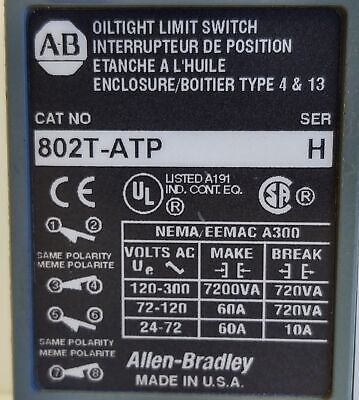 A-B
OILTIGHT LIMIT SWITCH
INTERRUPTEUR DE POSITION
ETANCHE A L'HUILE
ENCLOSURE/BOITIER TYPE 4 & 13
CAT NO SER
802T-ATP H
CE UL ® LISTED A191 SA ®
IND. CONT. EQ.
1 2
SAME POLARITY
MEME POLARITE
3 4
5 6
SAME POLARITY
MEME POLARITE
7 8
NEMA/EEMAC A300
VOLTS AC MAKE BREAK
Ue
120-300 7200VA 720VA
72-120 60A 720VA
24-72 60A 10A
Allen-Bradley
MADE IN U.S.A.